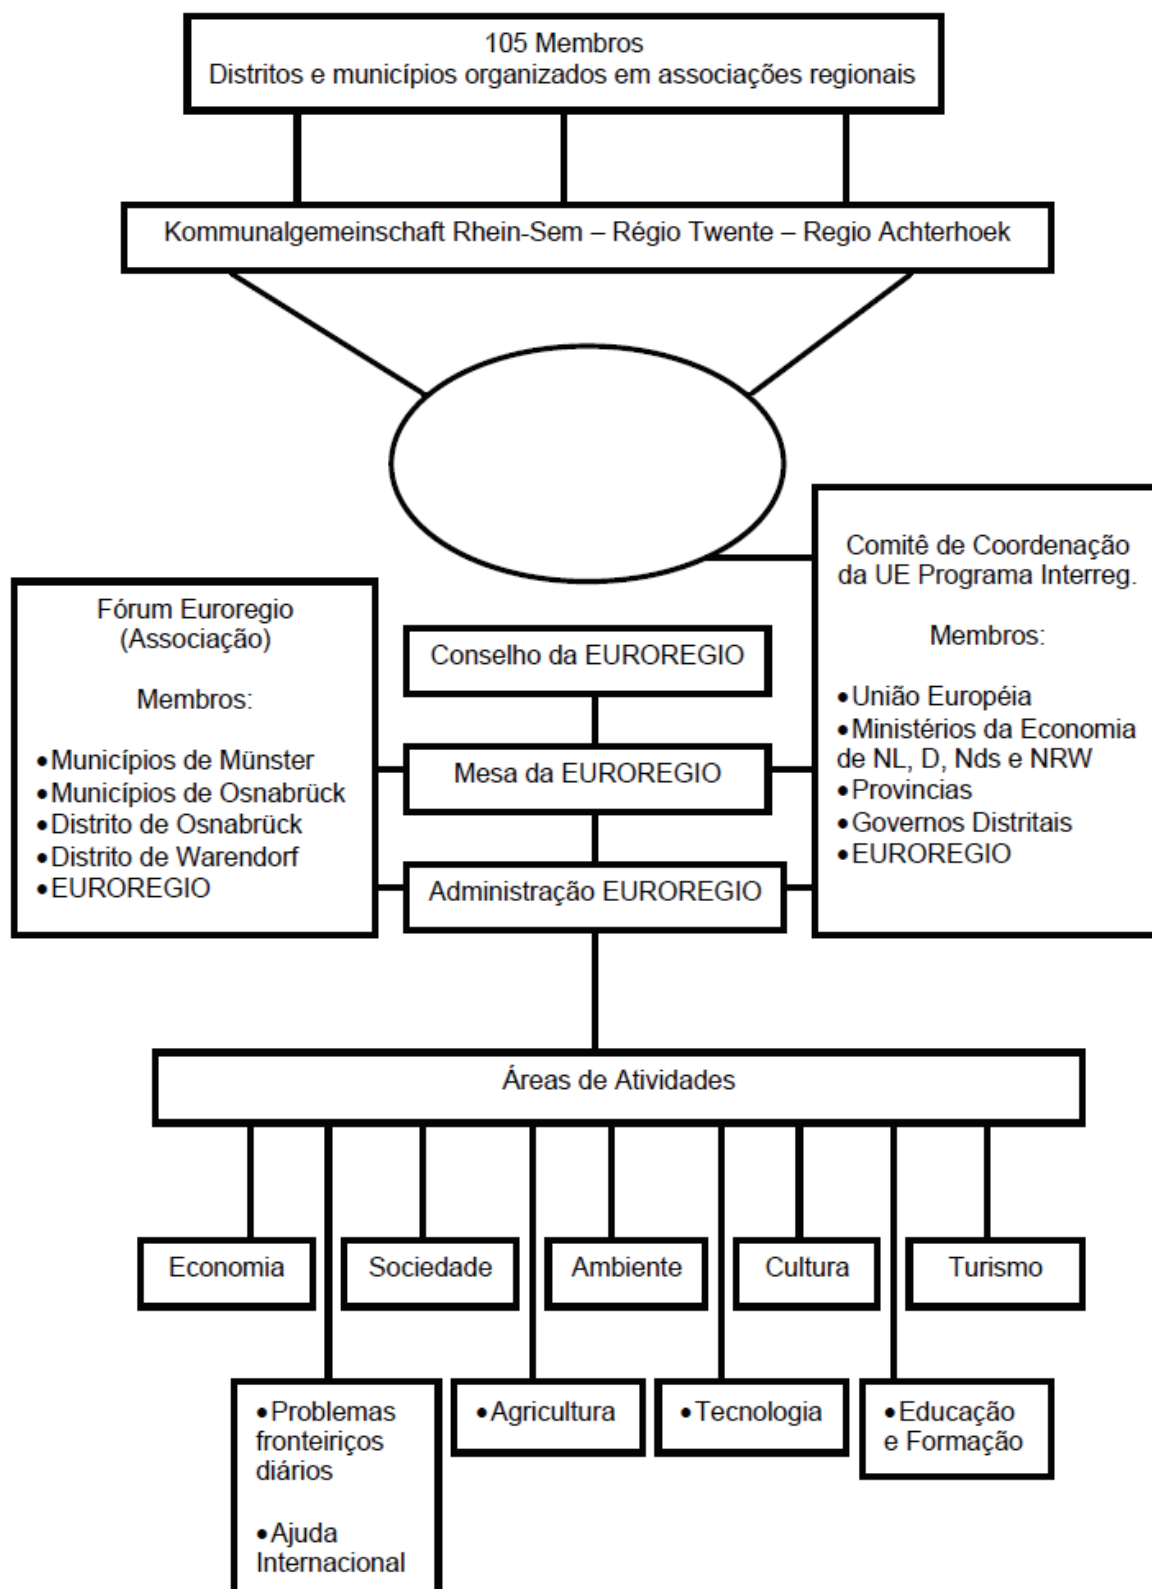 105 Membros
Distritos e municípios organizados em associações regionais
Kommunalgemeinschaft Rhein-Sem – Régio Twente – Regio Achterhoek
Comitê de Coordenação
da UE Programa Interreg.
Membros:
•União Européia
•Ministérios da Economia
de NL, D, Nds e NRW
•Provincias
•Governos Distritais
•EUROREGIO
Fórum Euroregio
(Associação)
Membros:
•Municípios de Münster
•Municípios de Osnabrück
•Distrito de Osnabrück
•Distrito de Warendorf
•EUROREGIO
Conselho da EUROREGIO
Mesa da EUROREGIO
Administração EUROREGIO
Áreas de Atividades
Economia
Sociedade
Ambiente
Cultura
Turismo
•Problemas
fronteiriços
diários
•Ajuda
Internacional
•Agricultura
•Tecnologia
•Educação
e Formação